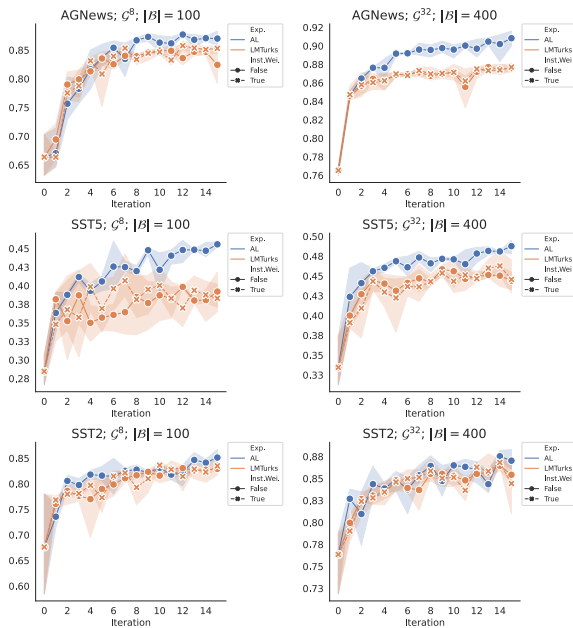 AGNews; 𝒢⁸; |ℬ| = 100
0.85
0.80
0.75
0.70
0.65
0 2 4 6 8 10 12 14
Iteration
Exp.
AL
LMTurks
Inst.Wei.
False
True
AGNews; 𝒢³²; |ℬ| = 400
0.92
0.90
0.88
0.86
0.84
0.82
0.80
0.78
0.76
0 2 4 6 8 10 12 14
Iteration
Exp.
AL
LMTurks
Inst.Wei.
False
True
SST5; 𝒢⁸; |ℬ| = 100
0.45
0.43
0.40
0.38
0.35
0.33
0.30
0.28
0 2 4 6 8 10 12 14
Iteration
Exp.
AL
LMTurks
Inst.Wei.
False
True
SST5; 𝒢³²; |ℬ| = 400
0.50
0.48
0.45
0.43
0.40
0.38
0.35
0.33
0 2 4 6 8 10 12 14
Iteration
Exp.
AL
LMTurks
Inst.Wei.
False
True
SST2; 𝒢⁸; |ℬ| = 100
0.85
0.80
0.75
0.70
0.65
0.60
0 2 4 6 8 10 12 14
Iteration
Exp.
AL
LMTurks
Inst.Wei.
False
True
SST2; 𝒢³²; |ℬ| = 400
0.88
0.85
0.83
0.80
0.78
0.75
0.73
0 2 4 6 8 10 12 14
Iteration
Exp.
AL
LMTurks
Inst.Wei.
False
True